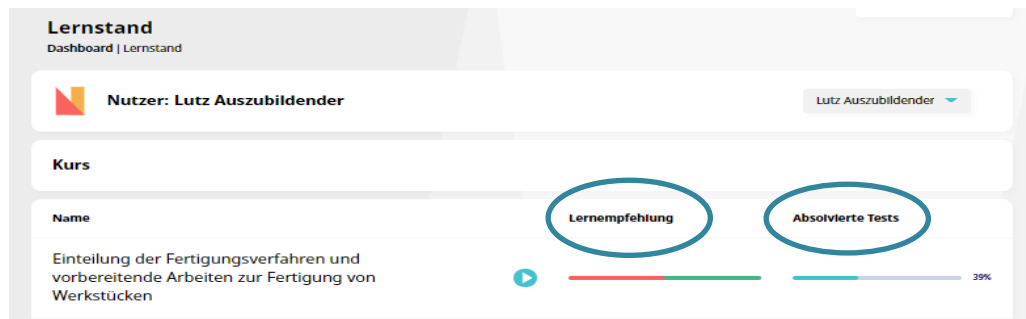 Lernstand
Dashboard | Lernstand
Nutzer: Lutz Auszubildender
Lutz Auszubildender
Kurs
Name
Lernempfehlung
Absolvierte Tests
Einteilung der Fertigungsverfahren und
vorbereitende Arbeiten zur Fertigung von
Werkstücken
39%